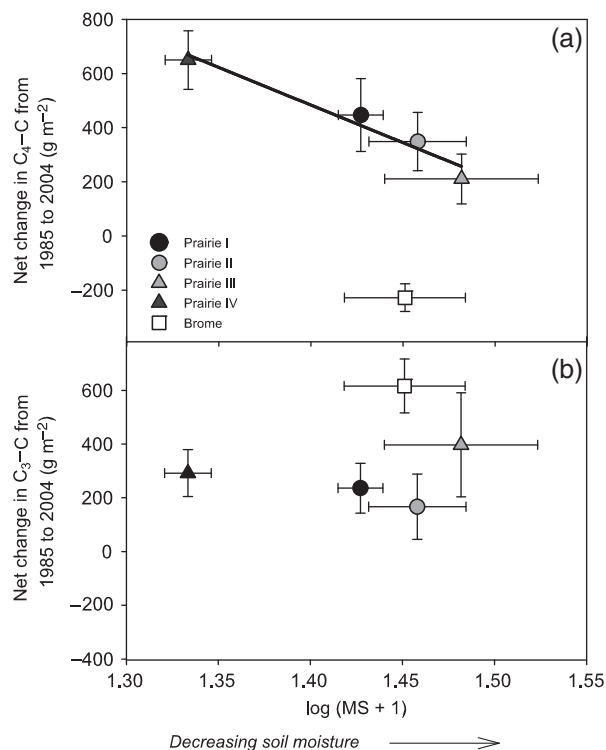 (a)
Net change in C4–C from
1985 to 2004 (g m−2)
800
600
400
200
0
−200
Prairie I
Prairie II
Prairie III
Prairie IV
Brome
(b)
Net change in C3–C from
1985 to 2004 (g m−2)
600
400
200
0
−200
−400
1.30 1.35 1.40 1.45 1.50 1.55
log (MS + 1)
Decreasing soil moisture